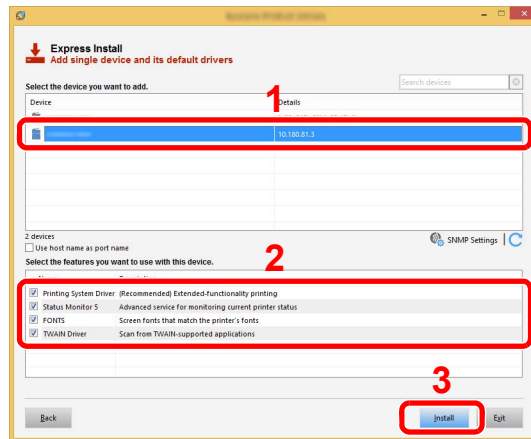 Express Install
Add single device and its default drivers
Select the device you want to add.
Search devices
1
Device Details
10.180.81.3
2 devices
SNMP Settings
Use host name as port name
Select the features you want to use with this device.
2
Printing System Driver (Recommended) Extended-functionality printing
Status Monitor 5 Advanced service for monitoring current printer status
FONTS Screen fonts that match the printer's fonts
TWAIN Driver Scan from TWAIN-supported applications
3
Back Install Exit